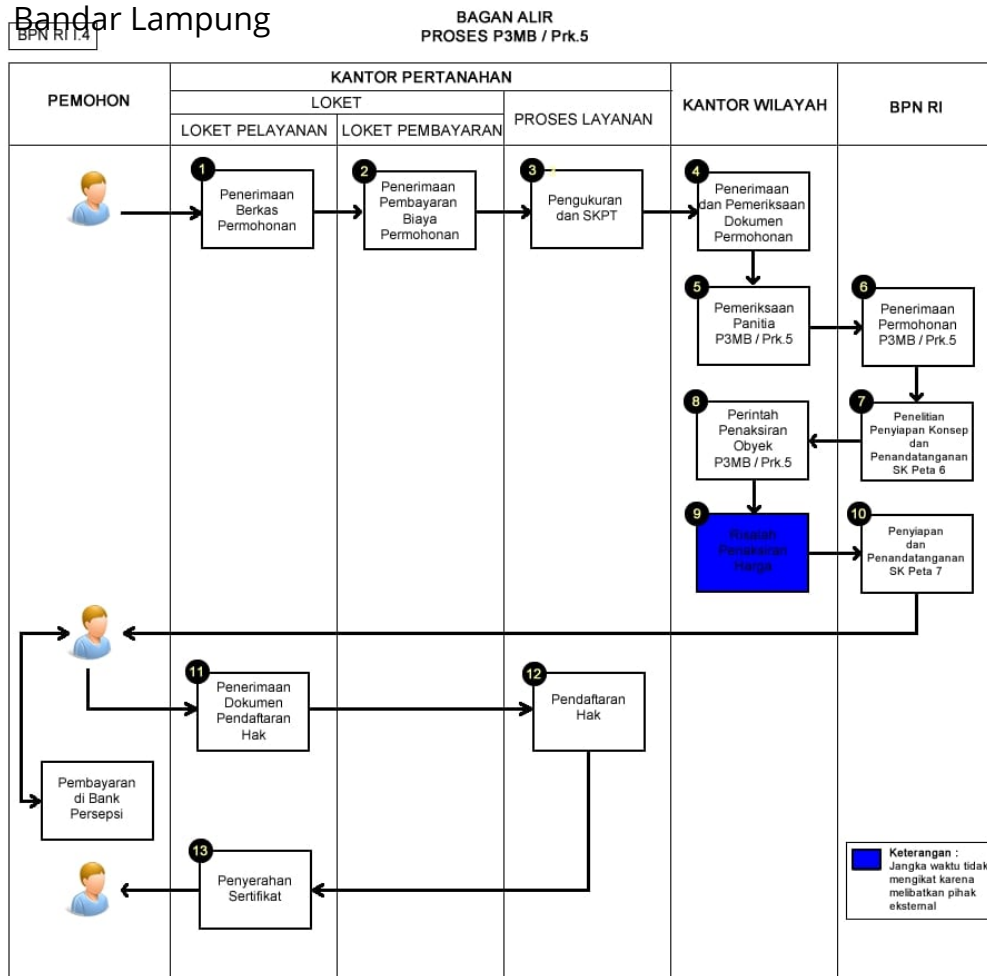 Bandar Lampung
BPN RI I.4
BAGAN ALIR
PROSES P3MB / Prk.5
PEMOHON
KANTOR PERTANAHAN
LOKET
LOKET PELAYANAN
LOKET PEMBAYARAN
PROSES LAYANAN
KANTOR WILAYAH
BPN RI
1
Penerimaan
Berkas
Permohonan
2
Penerimaan
Pembayaran
Biaya
Permohonan
3
Pengukuran
dan SKPT
4
Penerimaan
dan Pemeriksaan
Dokumen
Permohonan
5
Pemeriksaan
Panitia
P3MB / Prk.5
6
Penerimaan
Permohonan
P3MB / Prk.5
8
Perintah
Penaksiran
Obyek
P3MB / Prk.5
7
Penelitian
Penyiapan Konsep
dan
Penandatanganan
SK Peta 6
9
Risalah
Penaksiran
Harga
10
Penyiapan
dan
Penandatanganan
SK Peta 7
11
Penerimaan
Dokumen
Pendaftaran
Hak
12
Pendaftaran
Hak
Pembayaran
di Bank
Persepsi
13
Penyerahan
Sertifikat
Keterangan :
Jangka waktu tidak
mengikat karena
melibatkan pihak
eksternal